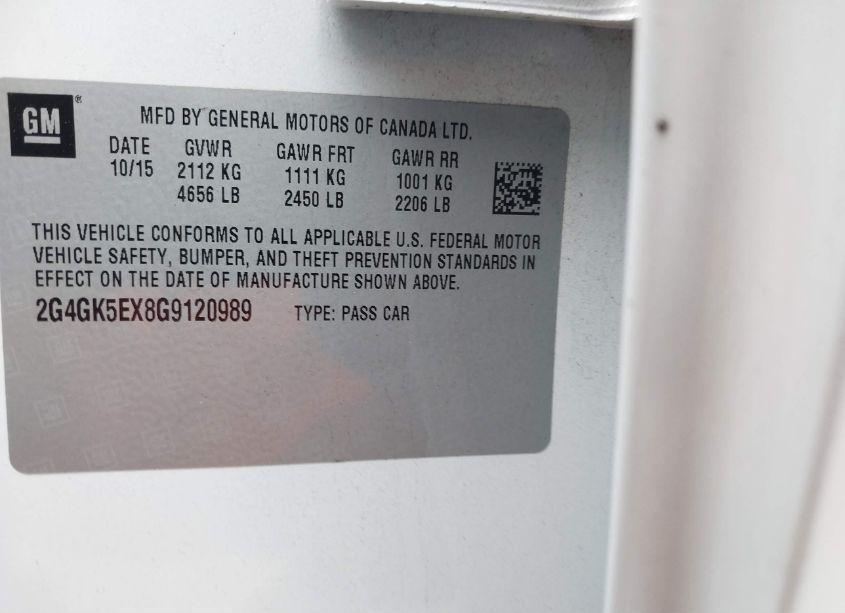 GM®
MFD BY GENERAL MOTORS OF CANADA LTD.
DATE GVWR GAWR FRT GAWR RR
10/15 2112 KG 1111 KG 1001 KG
4656 LB 2450 LB 2206 LB
THIS VEHICLE CONFORMS TO ALL APPLICABLE U.S. FEDERAL MOTOR
VEHICLE SAFETY, BUMPER, AND THEFT PREVENTION STANDARDS IN
EFFECT ON THE DATE OF MANUFACTURE SHOWN ABOVE.
2G4GK5EX8G9120989 TYPE: PASS CAR